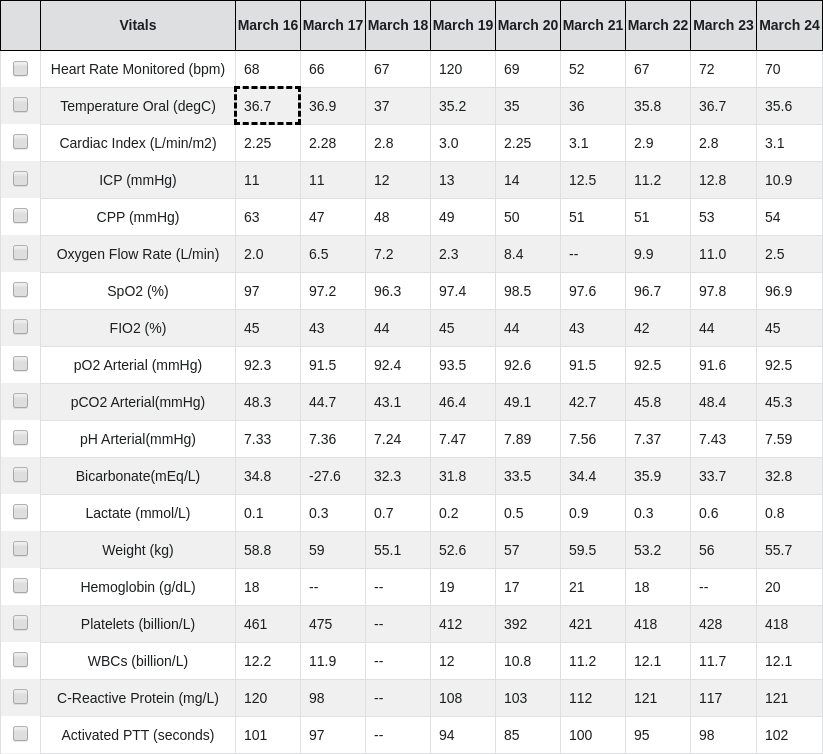 Vitals March 16 March 17 March 18 March 19 March 20 March 21 March 22 March 23 March 24
Heart Rate Monitored (bpm) 68 66 67 120 69 52 67 72 70
Temperature Oral (degC) 36.7 36.9 37 35.2 35 36 35.8 36.7 35.6
Cardiac Index (L/min/m2) 2.25 2.28 2.8 3.0 2.25 3.1 2.9 2.8 3.1
ICP (mmHg) 11 11 12 13 14 12.5 11.2 12.8 10.9
CPP (mmHg) 63 47 48 49 50 51 51 53 54
Oxygen Flow Rate (L/min) 2.0 6.5 7.2 2.3 8.4 -- 9.9 11.0 2.5
SpO2 (%) 97 97.2 96.3 97.4 98.5 97.6 96.7 97.8 96.9
FIO2 (%) 45 43 44 45 44 43 42 44 45
pO2 Arterial (mmHg) 92.3 91.5 92.4 93.5 92.6 91.5 92.5 91.6 92.5
pCO2 Arterial(mmHg) 48.3 44.7 43.1 46.4 49.1 42.7 45.8 48.4 45.3
pH Arterial(mmHg) 7.33 7.36 7.24 7.47 7.89 7.56 7.37 7.43 7.59
Bicarbonate(mEq/L) 34.8 -27.6 32.3 31.8 33.5 34.4 35.9 33.7 32.8
Lactate (mmol/L) 0.1 0.3 0.7 0.2 0.5 0.9 0.3 0.6 0.8
Weight (kg) 58.8 59 55.1 52.6 57 59.5 53.2 56 55.7
Hemoglobin (g/dL) 18 -- -- 19 17 21 18 -- 20
Platelets (billion/L) 461 475 -- 412 392 421 418 428 418
WBCs (billion/L) 12.2 11.9 -- 12 10.8 11.2 12.1 11.7 12.1
C-Reactive Protein (mg/L) 120 98 -- 108 103 112 121 117 121
Activated PTT (seconds) 101 97 -- 94 85 100 95 98 102